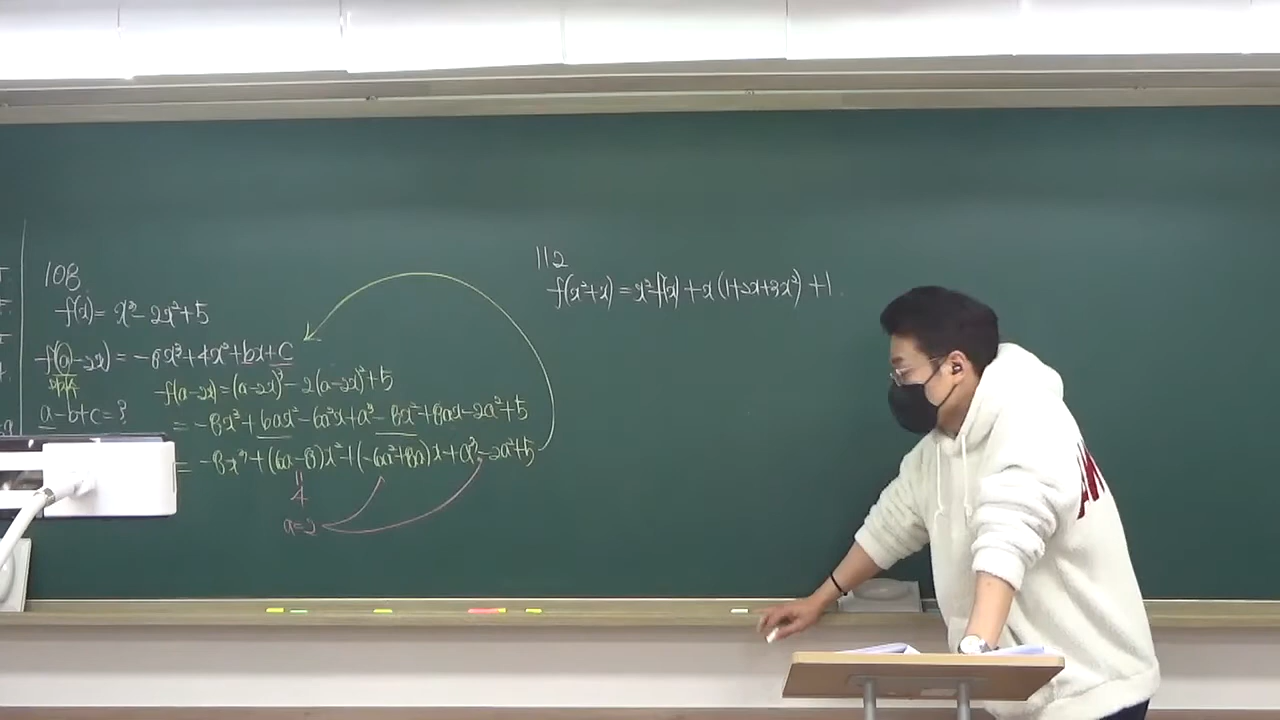 108.
f(x) = x³ - 2x² + 5
f(a - 2x) = -8x³ + 4x² + bx + c
a - b + c = ?
f(a-2x) = (a-2x)³ - 2(a-2x)² + 5
= -8x³ + 6ax² - 6a²x + a³ - 8x² + 8ax - 2a² + 5
= -8x³ + (6a-8)x² + (-6a²+8a)x + a³ - 2a² + 5
4
a=2
112
f(x²+x) = x²f(x) + x(1+3x+3x²) + 1.